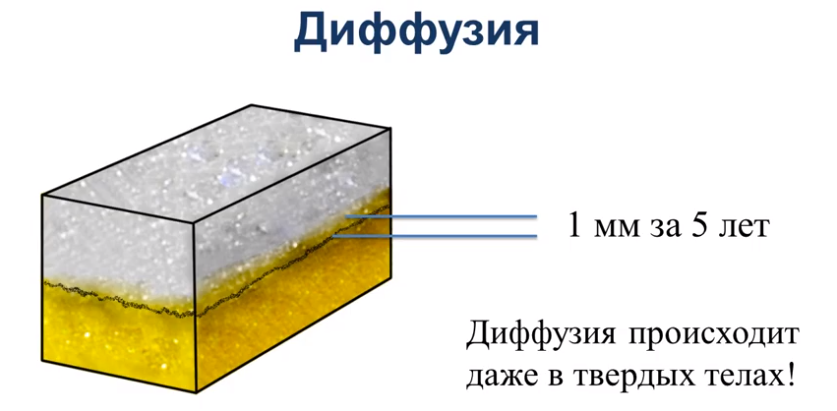 Диффузия
1 мм за 5 лет
Диффузия происходит
даже в твердых телах!